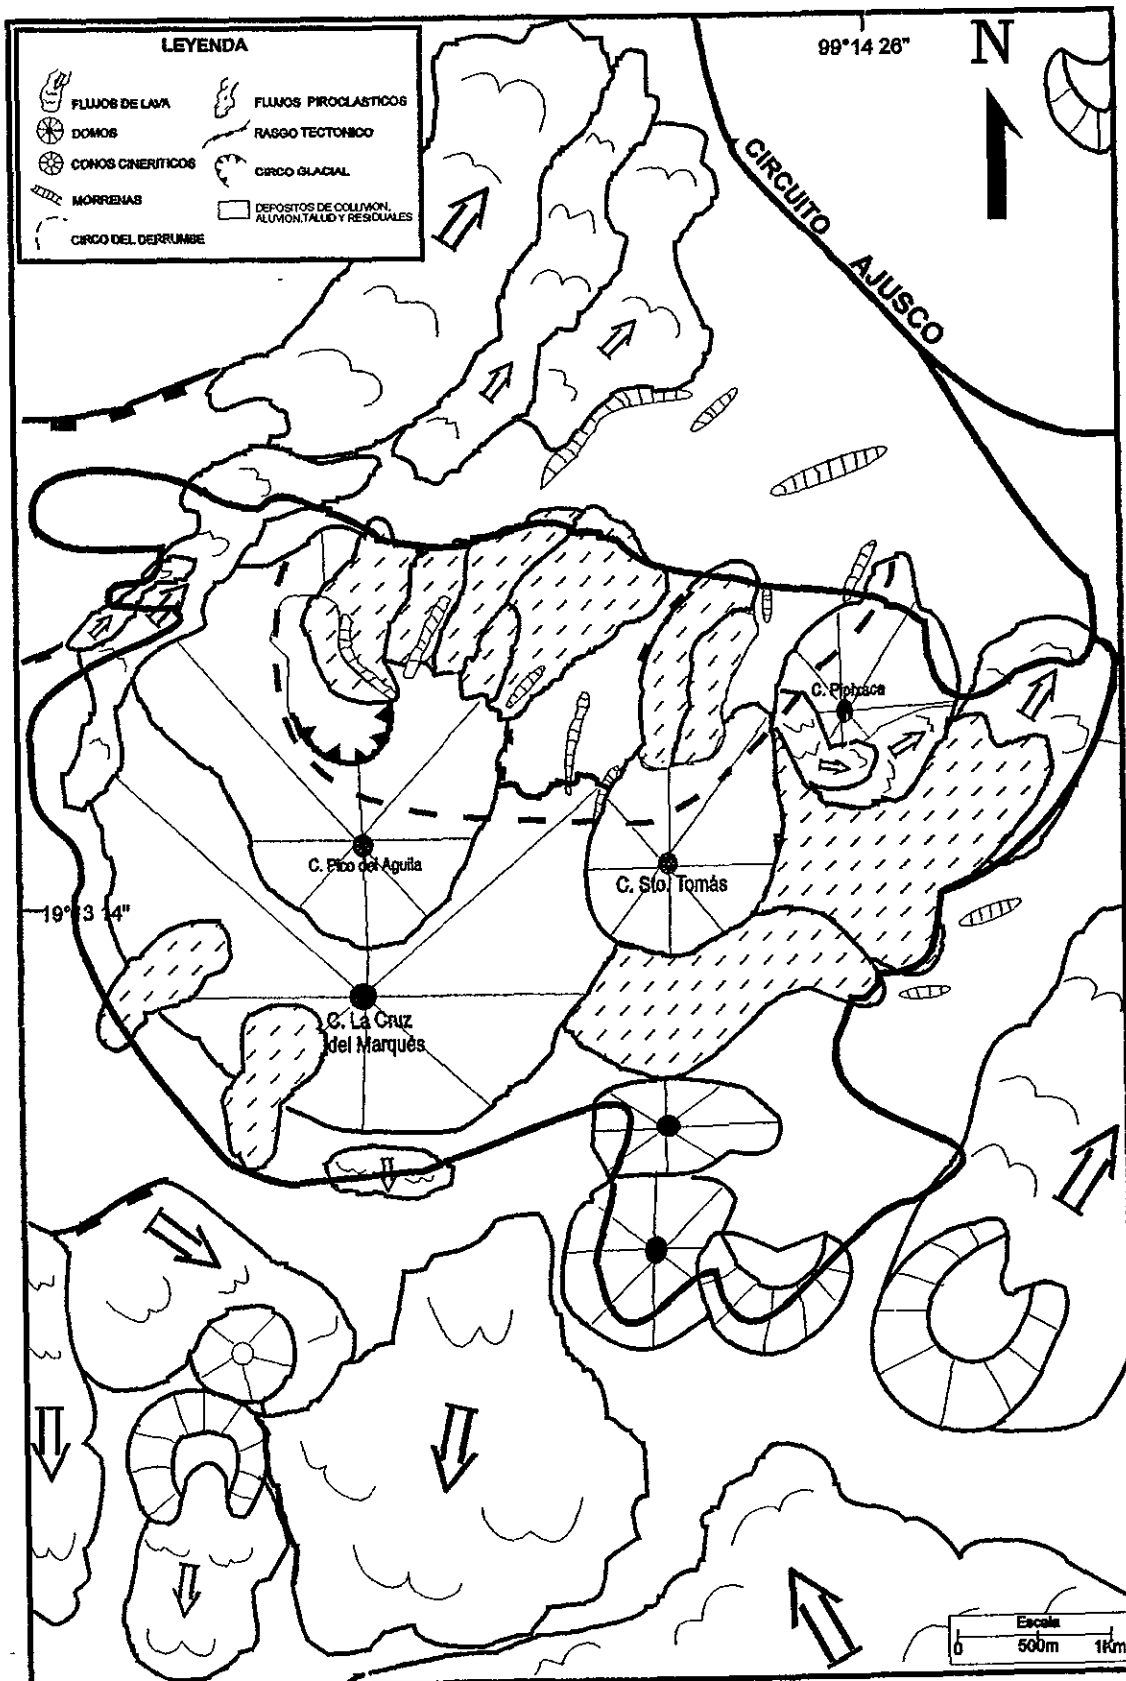 LEYENDA
FLUJOS DE LAVA
DOMOS
CONOS CINERITICOS
MORRENAS
CIRCO DEL DERRUMBE
FLUJOS PIROCLASTICOS
RASGO TECTONICO
CIRCO GLACIAL
DEPOSITOS DE COLUVION,
ALUVION, TALUD Y RESIDUALES
99°14 26"
N
CIRCUITO AJUSCO
C. Pico del Aguila
C. Sto. Tomás
19°13 14"
C. La Cruz
del Marqués
Escala
0 500m 1Km